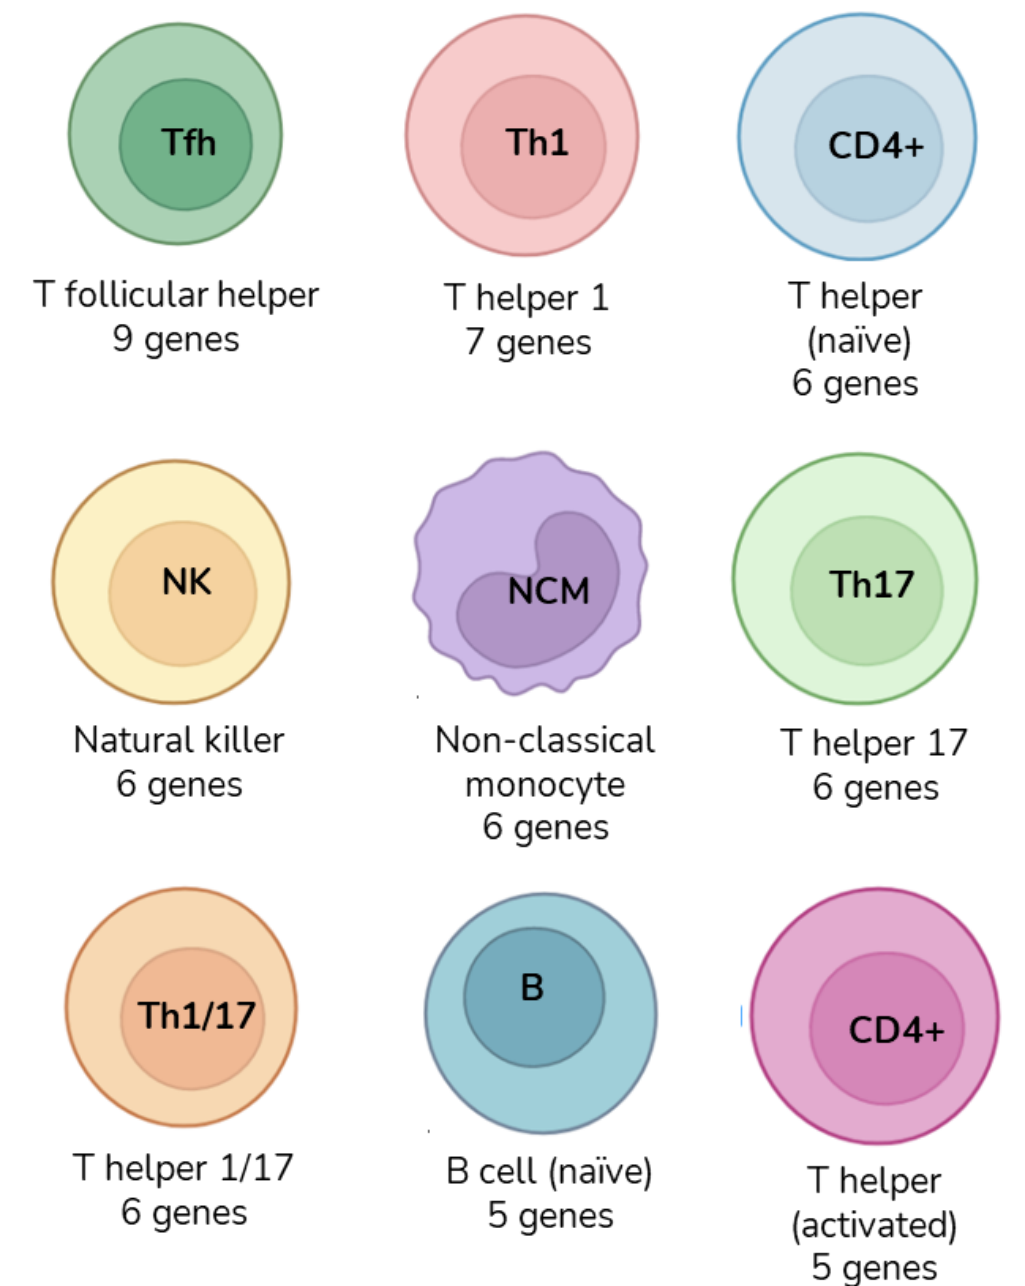 Tfh
Th1
CD4+
T follicular helper
9 genes
T helper 1
7 genes
T helper
(naïve)
6 genes
NK
NCM
Th17
Natural killer
6 genes
Non-classical
monocyte
6 genes
T helper 17
6 genes
Th1/17
B
CD4+
T helper 1/17
6 genes
B cell (naïve)
5 genes
T helper
(activated)
5 genes